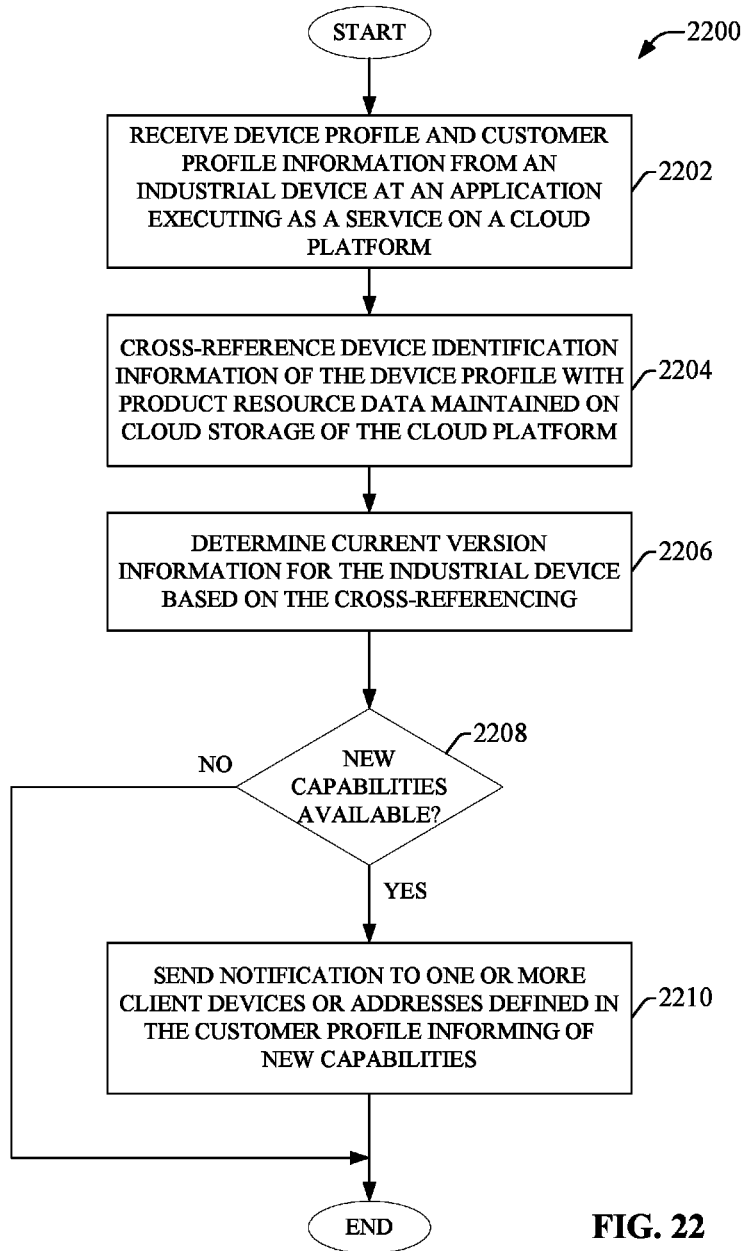 START
2200
RECEIVE DEVICE PROFILE AND CUSTOMER
PROFILE INFORMATION FROM AN
INDUSTRIAL DEVICE AT AN APPLICATION
EXECUTING AS A SERVICE ON A CLOUD
PLATFORM
2202
CROSS-REFERENCE DEVICE IDENTIFICATION
INFORMATION OF THE DEVICE PROFILE WITH
PRODUCT RESOURCE DATA MAINTAINED ON
CLOUD STORAGE OF THE CLOUD PLATFORM
2204
DETERMINE CURRENT VERSION
INFORMATION FOR THE INDUSTRIAL DEVICE
BASED ON THE CROSS-REFERENCING
2206
2208
NO
NEW
CAPABILITIES
AVAILABLE?
YES
SEND NOTIFICATION TO ONE OR MORE
CLIENT DEVICES OR ADDRESSES DEFINED IN
THE CUSTOMER PROFILE INFORMING OF
NEW CAPABILITIES
2210
END
FIG. 22